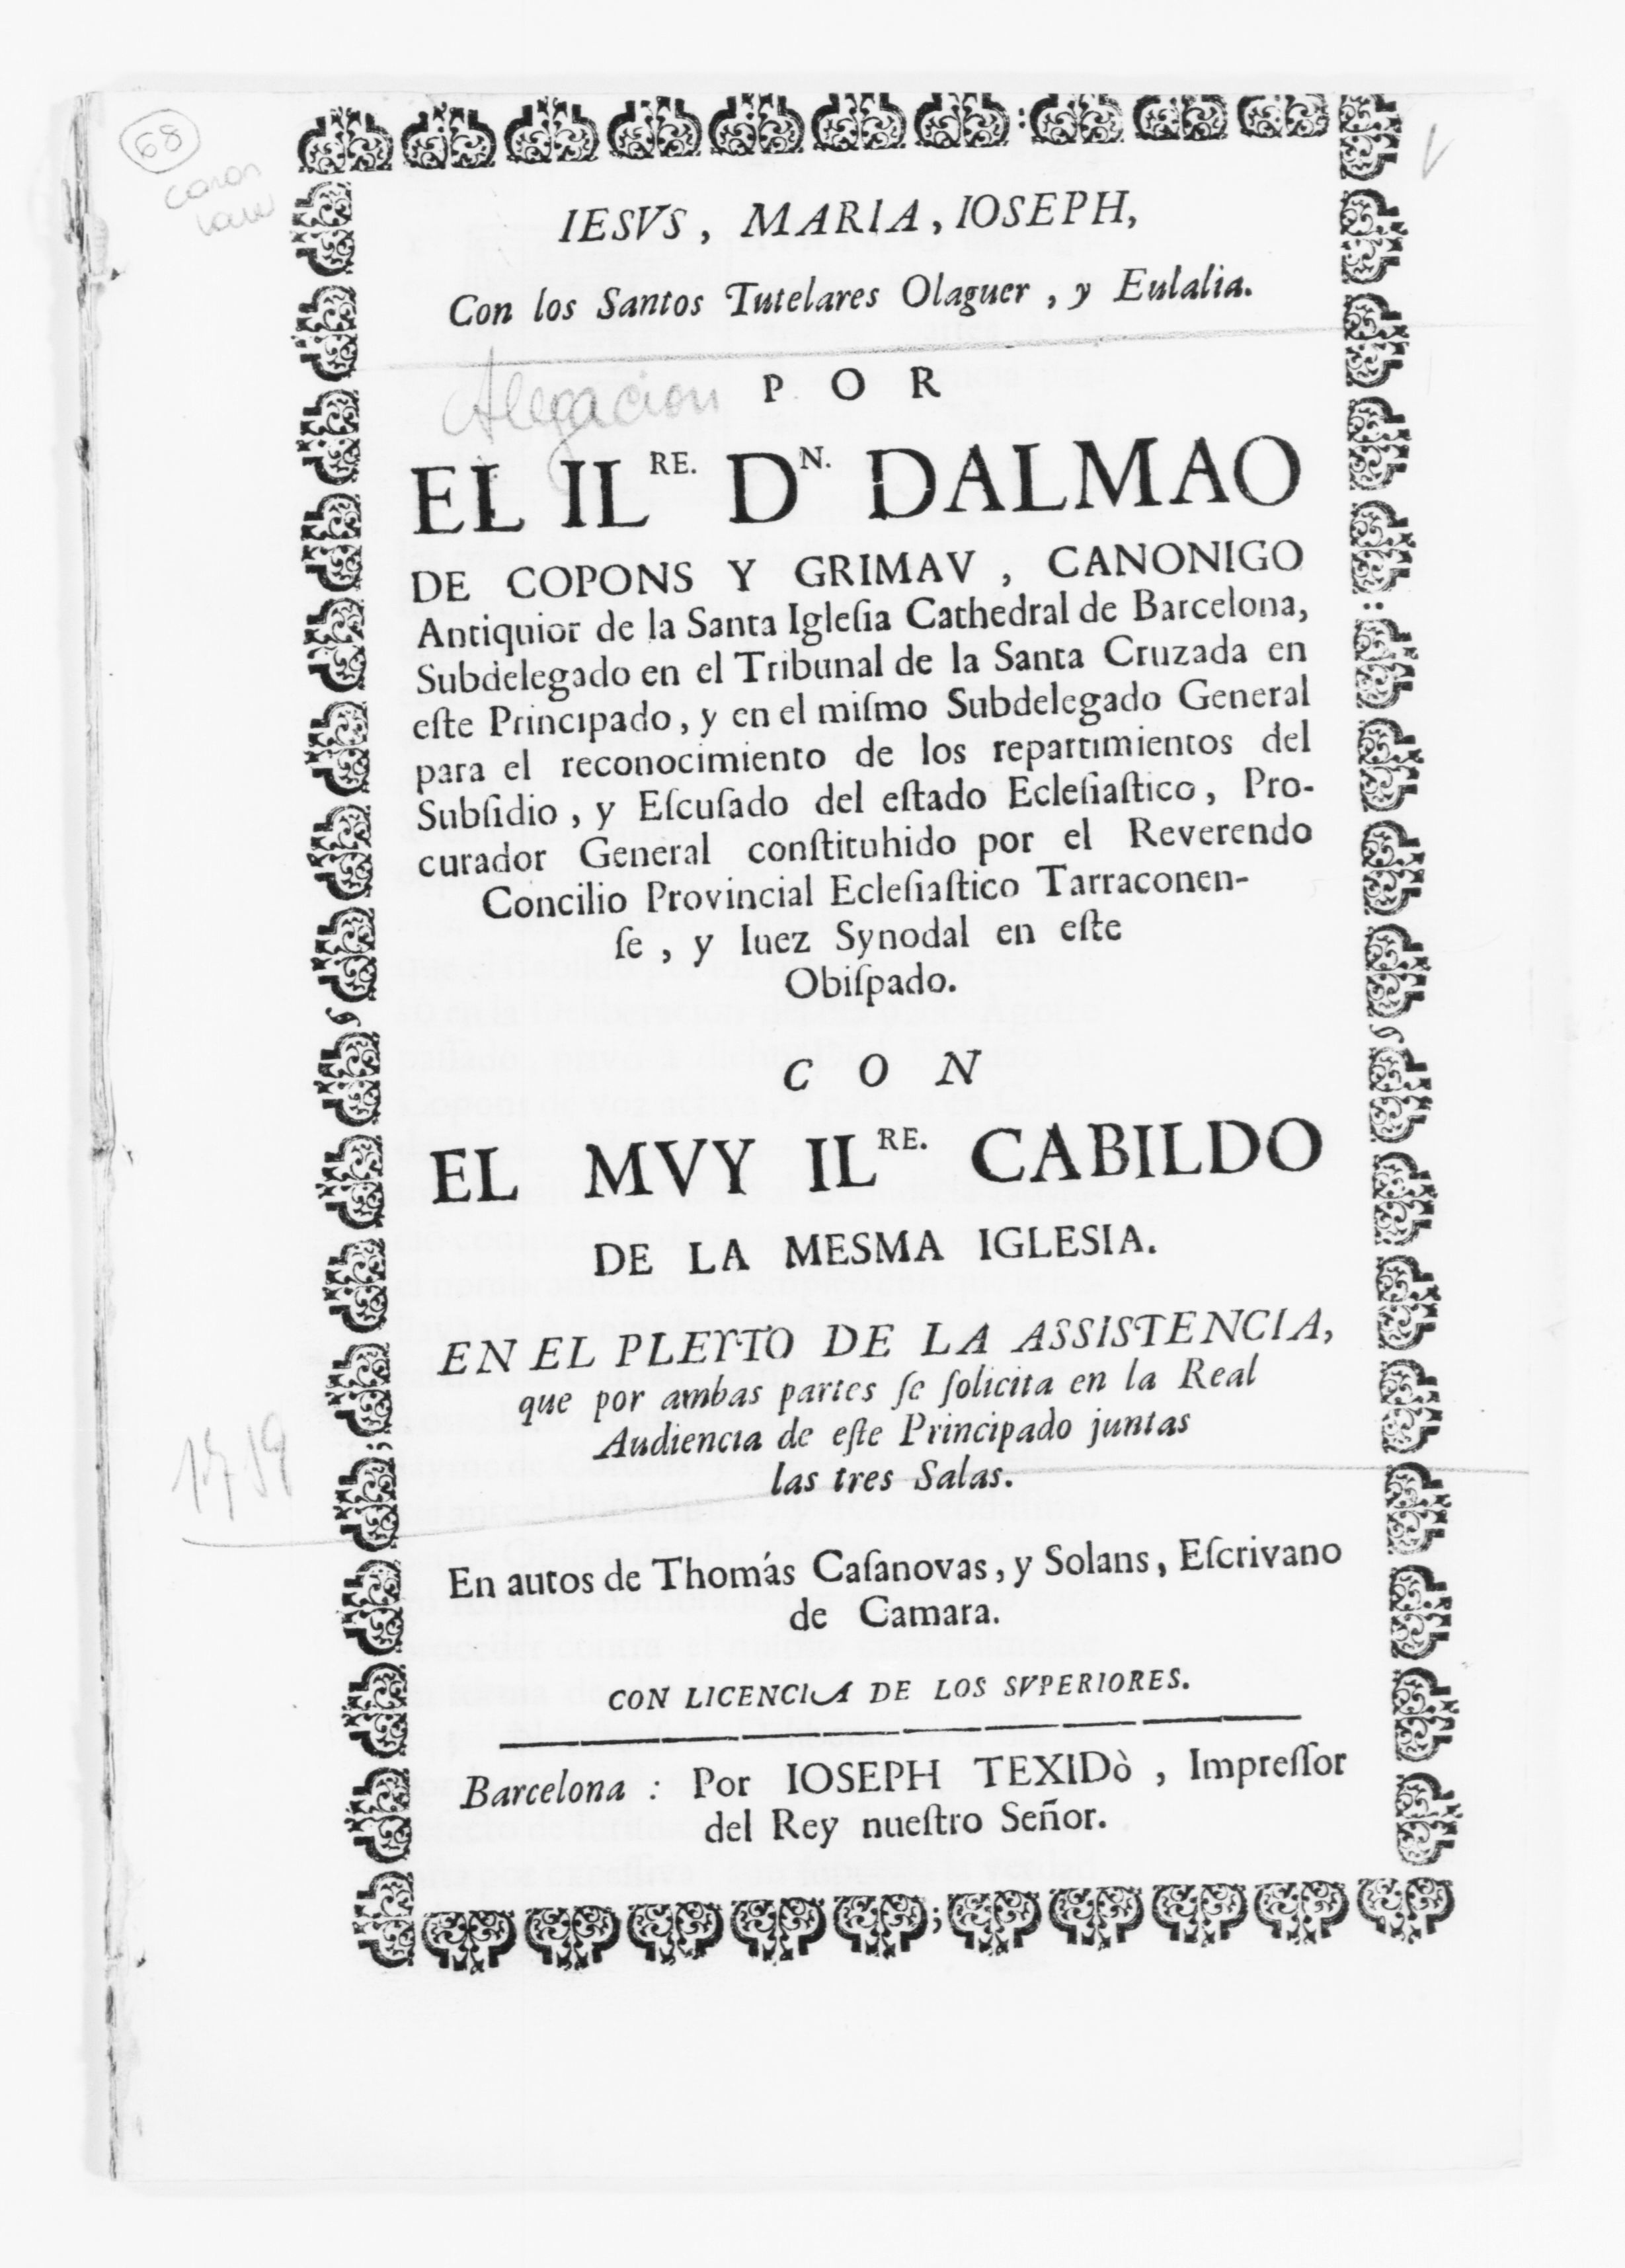 68
IESVS, MARIA, IOSEPH,
Con los Santos Tutelares Olaguer, y Eulalia.
Alegacion
POR
EL IL^RE. D^N. DALMAO
DE COPONS Y GRIMAV, CANONIGO
Antiquior de la Santa Igleſia Cathedral de Barcelona,
Subdelegado en el Tribunal de la Santa Cruzada en
eſte Principado, y en el miſmo Subdelegado General
para el reconocimiento de los repartimientos del
Subſidio, y Eſcuſado del eſtado Ecleſiaſtico, Pro-
curador General conſtituhido por el Reverendo
Concilio Provincial Ecleſiaſtico Tarraconen-
ſe, y Iuez Synodal en eſte
Obiſpado.
CON
EL MVY IL^RE. CABILDO
DE LA MESMA IGLESIA.
EN EL PLEYTO DE LA ASSISTENCIA,
que por ambas partes ſe ſolicita en la Real
Audiencia de eſte Principado juntas
las tres Salas.
En autos de Thomás Caſanovas, y Solans, Eſcrivano
de Camara.
CON LICENCIA DE LOS SVPERIORES.
Barcelona: Por IOSEPH TEXIDò, Impreſſor
del Rey nueſtro Señor.